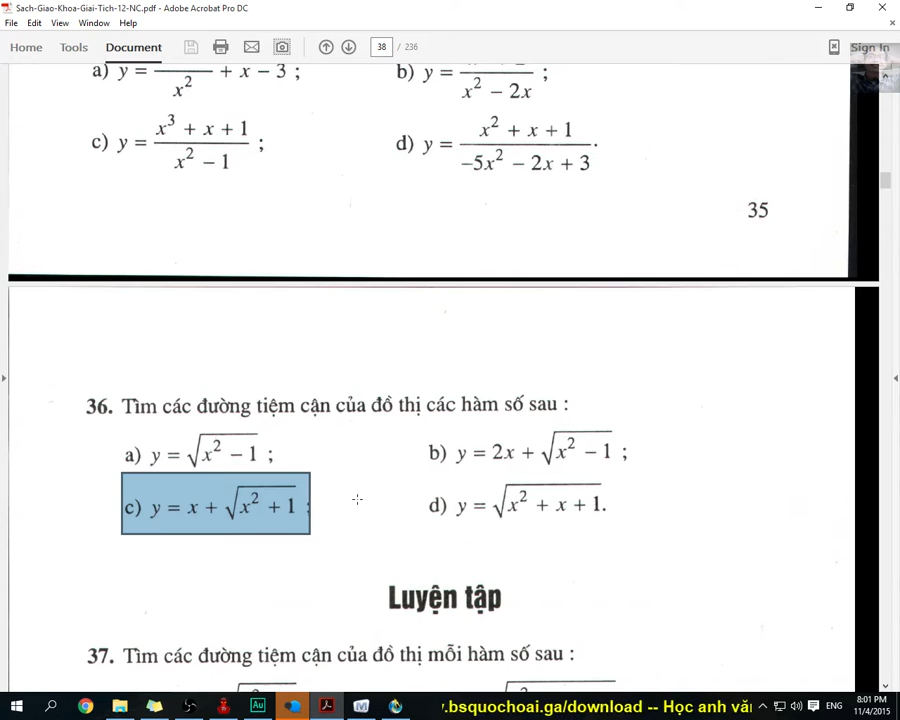 Sach-Giao-Khoa-Giai-Tich-12-NC.pdf - Adobe Acrobat Pro DC
File Edit View Window Help
Home Tools Document 38 / 236 Sign In
a) y = / x² + x − 3 ; b) y = / x² − 2x ;
c) y = (x³ + x + 1) / (x² − 1) ; d) y = (x² + x + 1) / (−5x² − 2x + 3) .
35
36. Tìm các đường tiệm cận của đồ thị các hàm số sau :
a) y = √(x² − 1) ; b) y = 2x + √(x² − 1) ;
c) y = x + √(x² + 1) ; d) y = √(x² + x + 1).
Luyện tập
37. Tìm các đường tiệm cận của đồ thị mỗi hàm số sau :
Au
.bsquochoai.ga/download -- Học anh vă
ENG
8:01 PM
11/4/2015